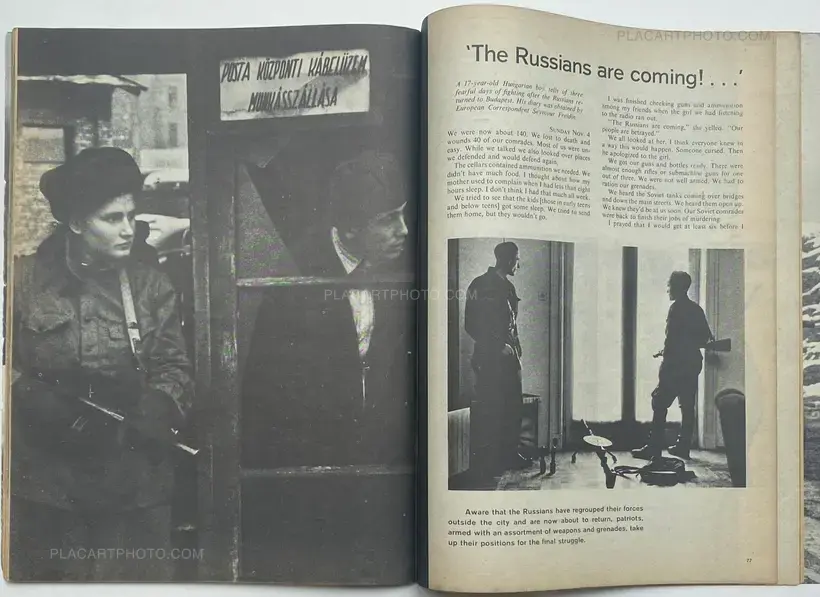 POSTA KÖZPONTI KÁBELÜZEM
MUNKÁSSZÁLLÁSA
PLACARTPHOTO.COM
'The Russians are coming! . . .'
A 17-year-old Hungarian boy tells of three
fearful days of fighting after the Russians re-
turned to Budapest. His diary was obtained by
European Correspondent Seymour Freidin.
SUNDAY NOV. 4
We were now about 140. We lost to death and
wounds 40 of our comrades. Most of us were un-
easy. While we talked we also looked over places
we defended and would defend again.
The cellars contained ammunition we needed. We
didn't have much food. I thought about how my
mother used to complain when I had less than eight
hours sleep. I don't think I had that much all week.
We tried to see that the kids [those in early teens
and below teens] got some sleep. We tried to send
them home, but they wouldn't go.
I was finished checking guns and ammunition
among my friends when the girl we had listening
to the radio ran out.
"The Russians are coming," she yelled. "Our
people are betrayed."
We all looked at her. I think everyone knew in
a way this would happen. Someone cursed. Then
he apologized to the girl.
We got our guns and bottles ready. There were
almost enough rifles or submachine guns for one
out of three. We were not well armed. We had to
ration our grenades.
We heard the Soviet tanks coming over bridges
and down the main streets. We heard them open up.
We knew they'd be at us soon. Our Soviet comrades
were back to finish their jobs of murdering.
I prayed that I would get at least six before I
PLACARTPHOTO.COM
Aware that the Russians have regrouped their forces
outside the city and are now about to return, patriots,
armed with an assortment of weapons and grenades, take
up their positions for the final struggle.
PLACARTPHOTO.COM
77